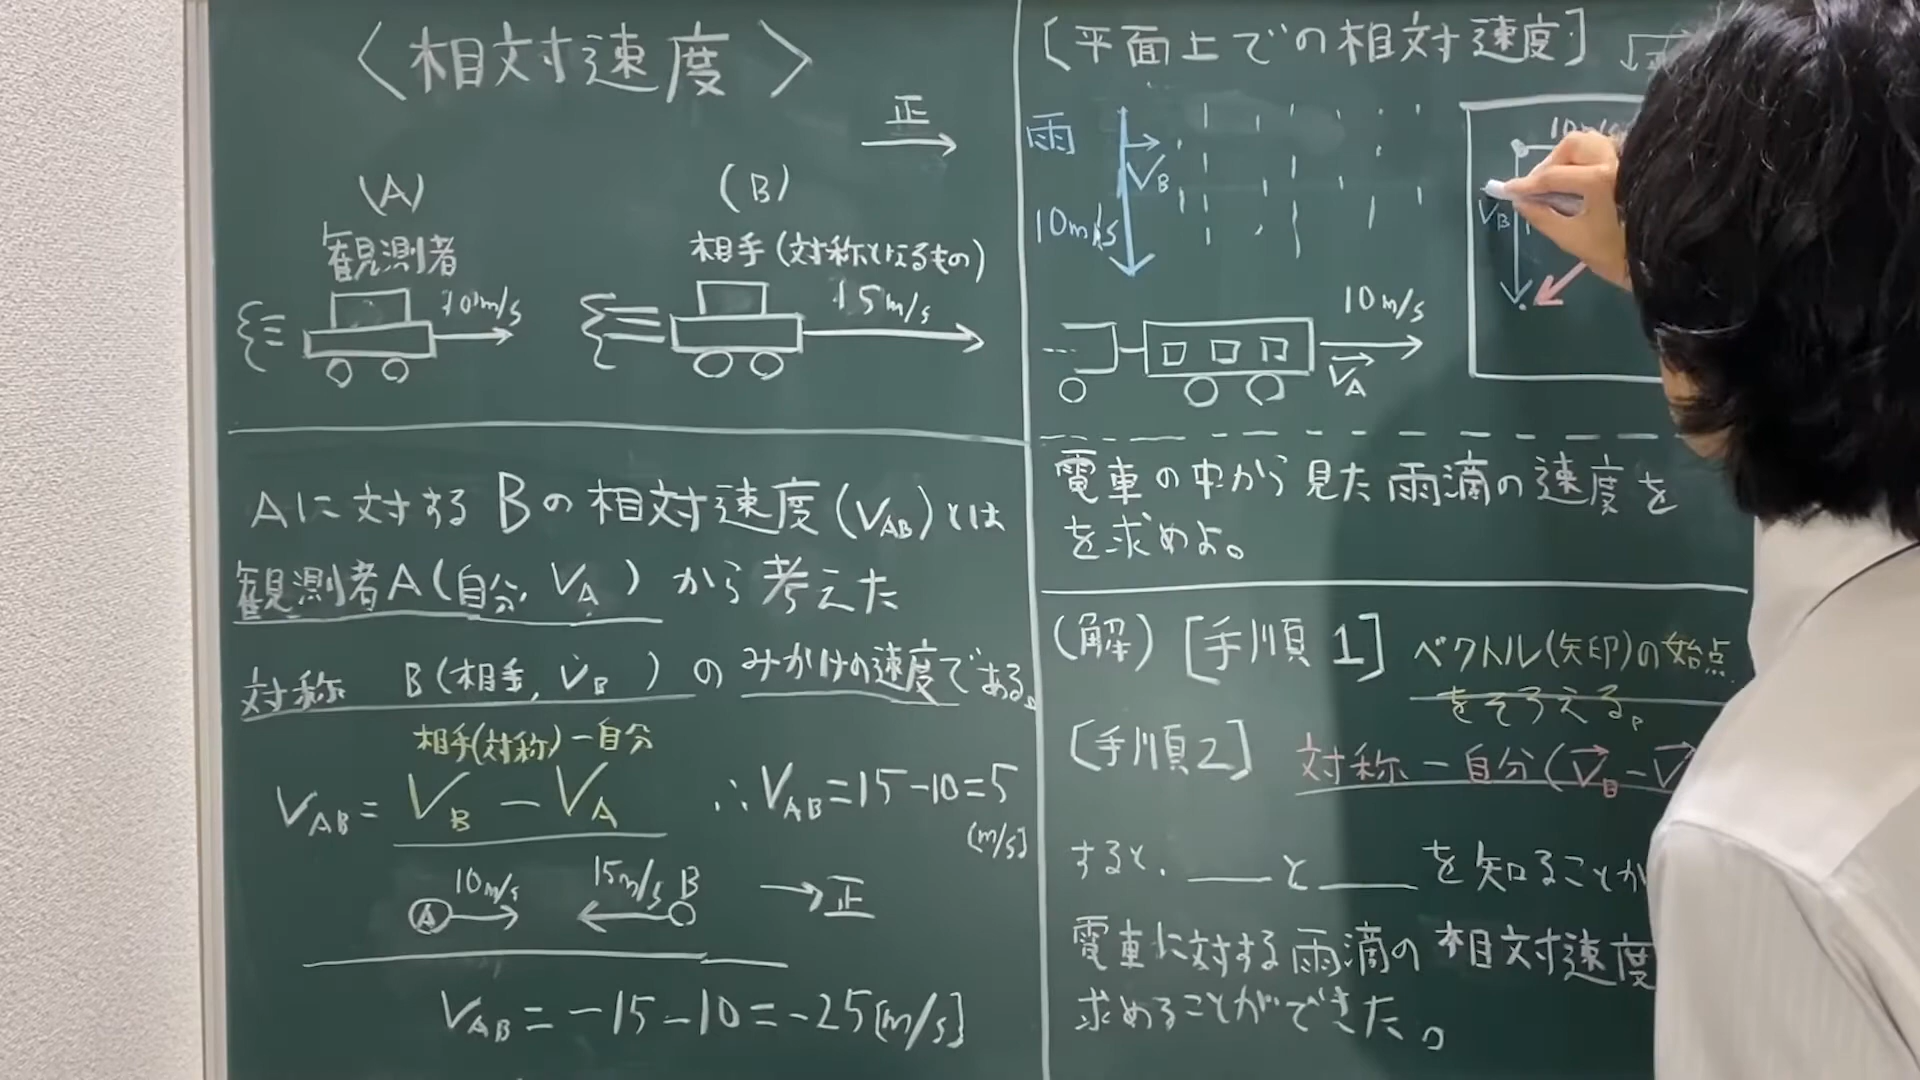 〈相対速度〉
正
(A)
観測者
10m/s
(B)
相手(対称となるもの)
15m/s
Aに対するBの相対速度(VAB)とは
観測者A(自分, VA)から考えた
対称 B(相手, VB)のみかけの速度である。
相手(対称)-自分
VAB= VB - VA
∴VAB=15-10=5
[m/s]
10m/s
A
15m/s
B
→正
VAB=-15-10=-25[m/s]
[平面上での相対速度]
雨
VB
10m/s
10m/s
VA
VB
電車の中から見た雨滴の速度を
を求めよ。
(解)[手順1] ベクトル(矢印)の始点
をそろえる。
[手順2] 対称-自分(VB-V
すると、___と___を知ることが
電車に対する雨滴の相対速度
求めることができた。